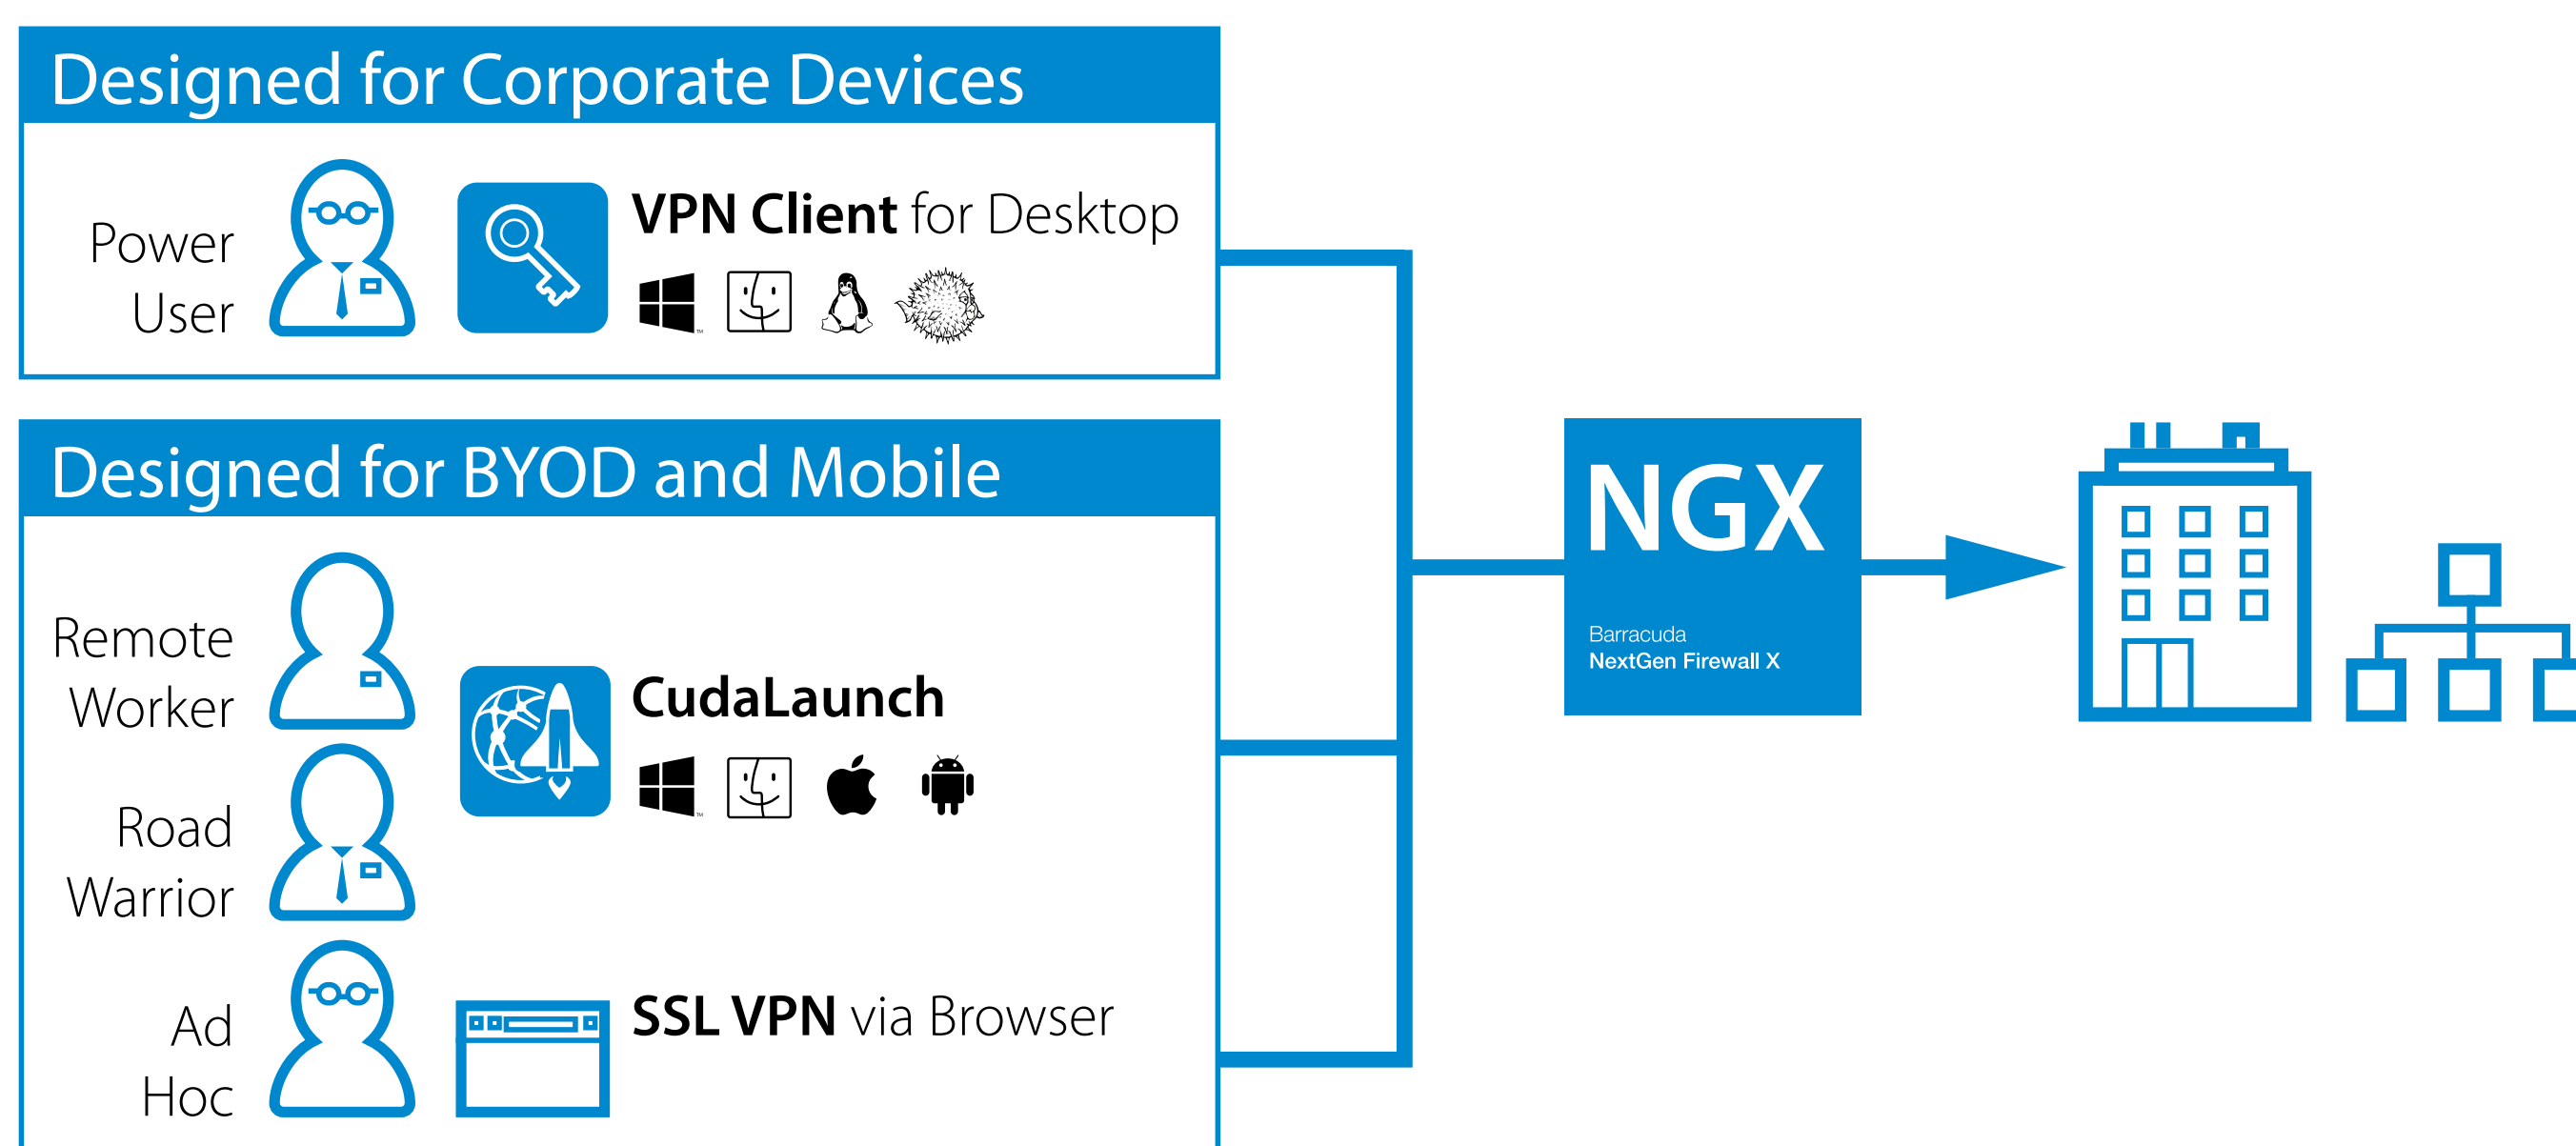 Designed for Corporate Devices
Power
User
VPN Client for Desktop
Designed for BYOD and Mobile
Remote
Worker
CudaLaunch
Road
Warrior
Ad
Hoc
SSL VPN via Browser
NGX
Barracuda
NextGen Firewall X